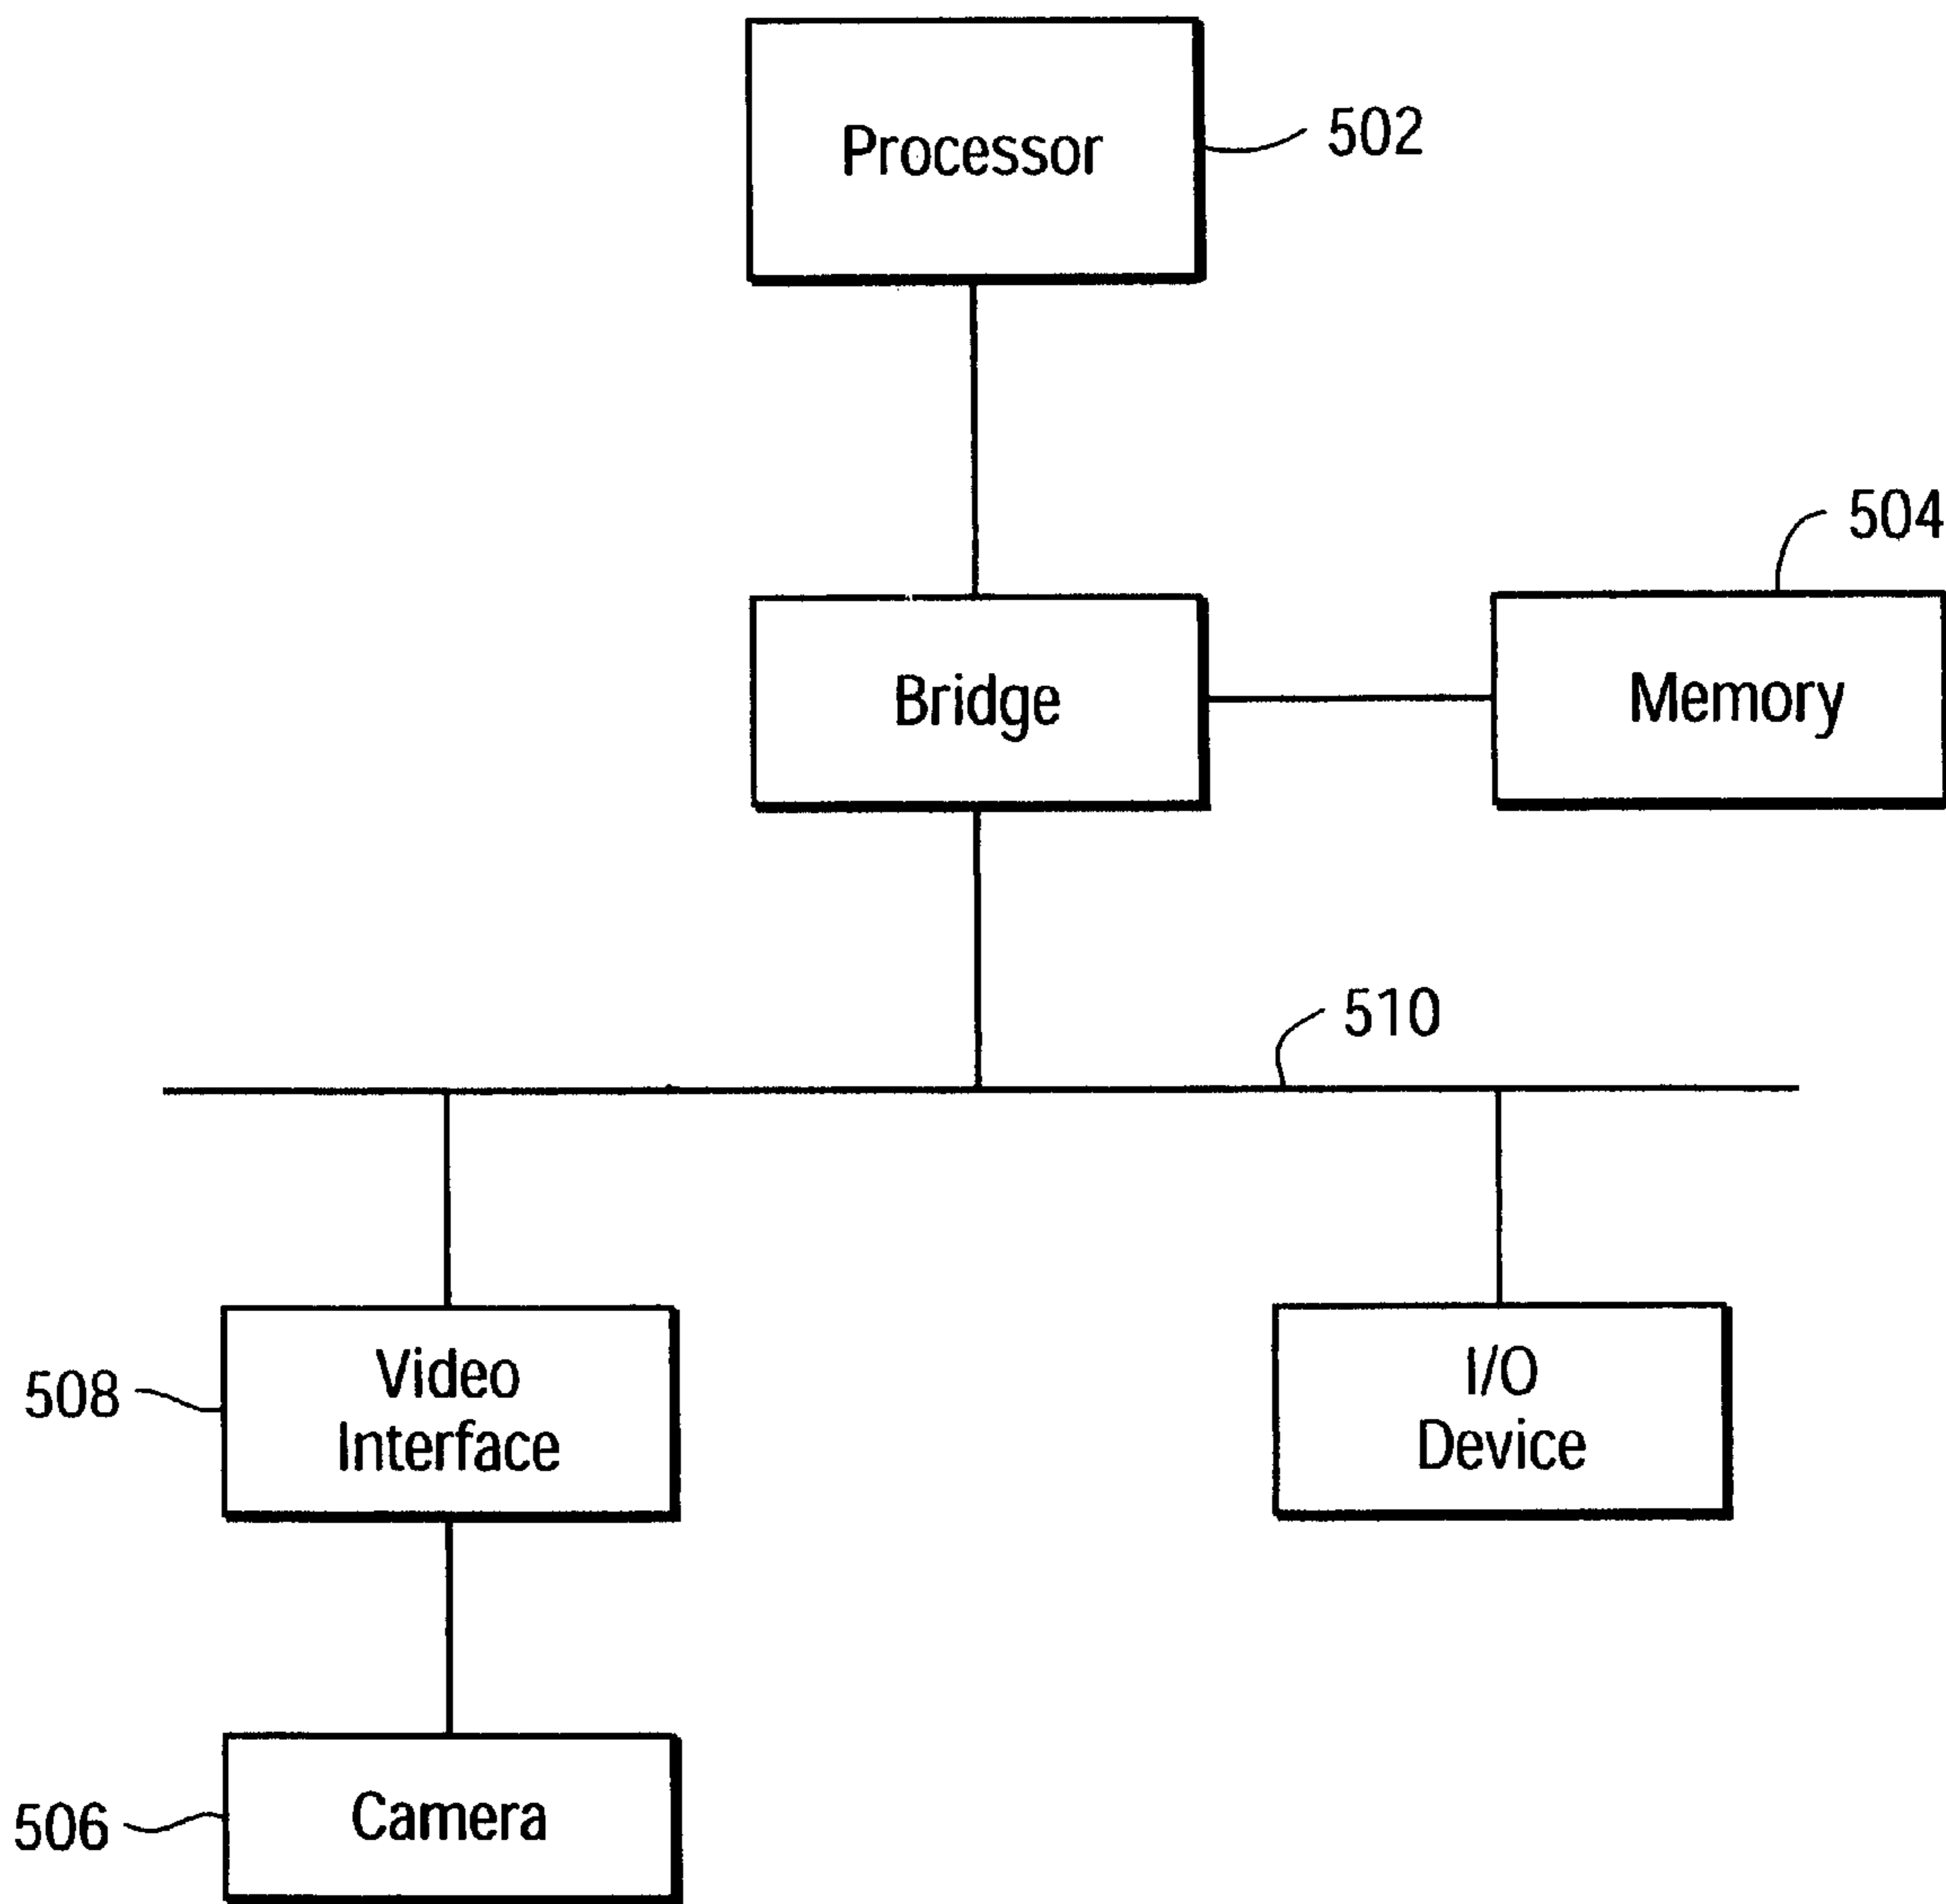 Processor
502
504
Bridge
Memory
510
Video
Interface
508
I/O
Device
Camera
506